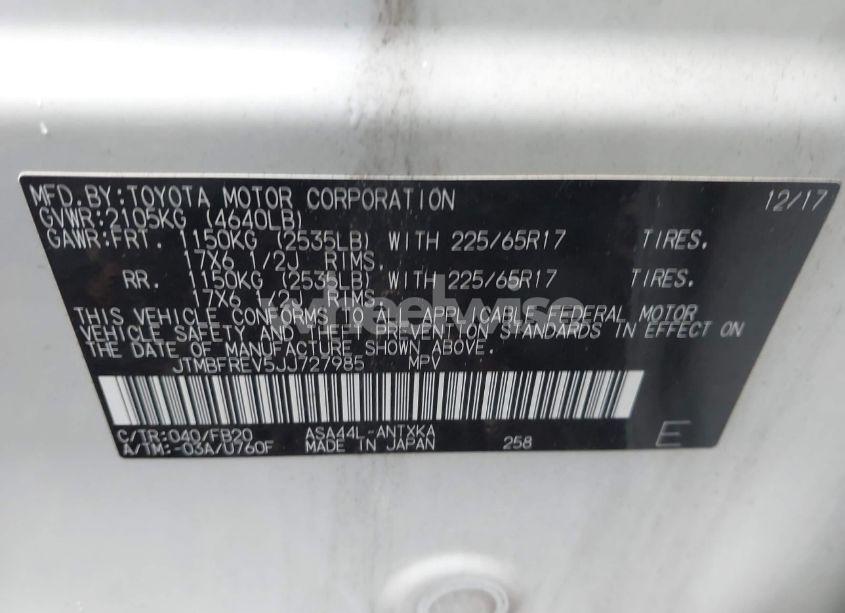 MFD.BY:TOYOTA MOTOR CORPORATION 12/17
GVWR:2105KG (4640LB)
GAWR:FRT. 1150KG (2535LB) WITH 225/65R17 TIRES.
17X6 1/2J RIMS.
RR. 1150KG (2535LB) WITH 225/65R17 TIRES.
17X6 1/2J RIMS.
wheelwise
THIS VEHICLE CONFORMS TO ALL APPLICABLE FEDERAL MOTOR
VEHICLE SAFETY AND THEFT PREVENTION STANDARDS IN EFFECT ON
THE DATE OF MANUFACTURE SHOWN ABOVE.
JTMBFREV5JJ727985 MPV
C/TR:040/FB20 ASA44L-ANTXKA
A/TM:-03A/U760F MADE IN JAPAN 258 E